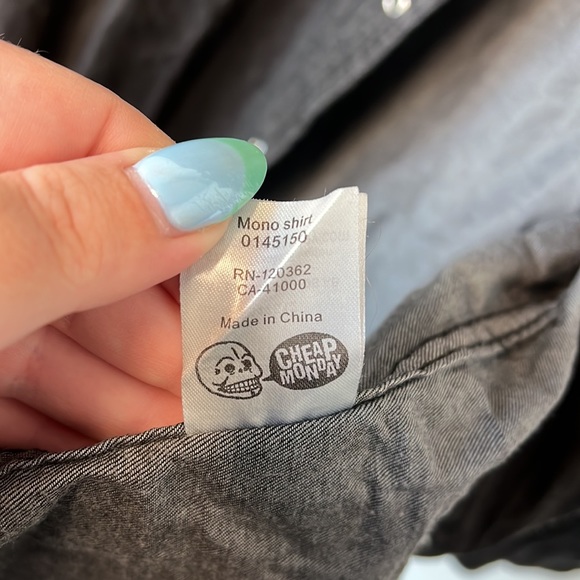 Mono shirt
0145150
RN-120362
CA-41000
Made in China
CHEAP
MONDAY